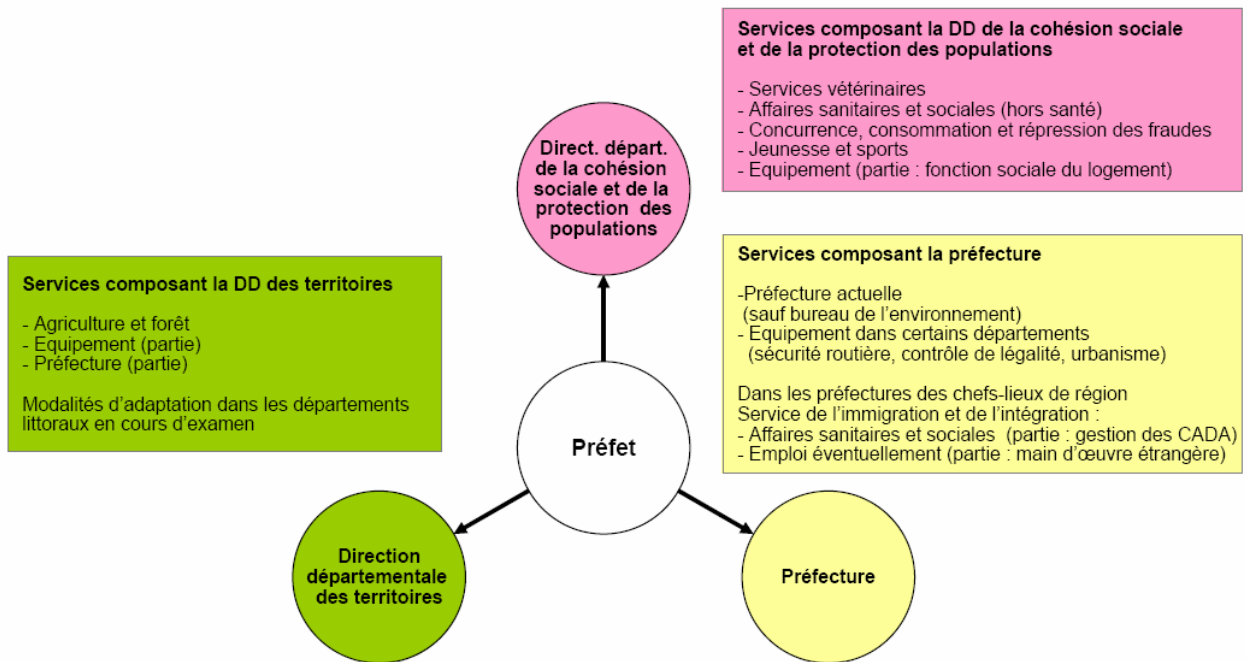 Services composant la DD de la cohésion sociale
et de la protection des populations
- Services vétérinaires
- Affaires sanitaires et sociales (hors santé)
- Concurrence, consommation et répression des fraudes
- Jeunesse et sports
- Equipement (partie : fonction sociale du logement)
Direct. départ.
de la cohésion
sociale et de la
protection des
populations
Services composant la préfecture
-Préfecture actuelle
(sauf bureau de l'environnement)
- Equipement dans certains départements
(sécurité routière, contrôle de légalité, urbanisme)
Dans les préfectures des chefs-lieux de région
Service de l'immigration et de l'intégration :
- Affaires sanitaires et sociales (partie : gestion des CADA)
- Emploi éventuellement (partie : main d'œuvre étrangère)
Services composant la DD des territoires
- Agriculture et forêt
- Equipement (partie)
- Préfecture (partie)
Modalités d'adaptation dans les départements
littoraux en cours d'examen
Préfet
Direction
départementale
des territoires
Préfecture